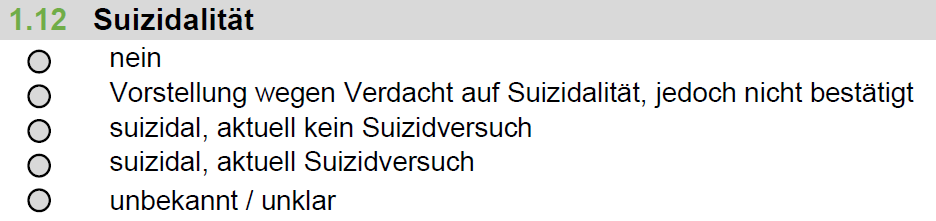 1.12 Suizidalität
nein
Vorstellung wegen Verdacht auf Suizidalität, jedoch nicht bestätigt
suizidal, aktuell kein Suizidversuch
suizidal, aktuell Suizidversuch
unbekannt / unklar